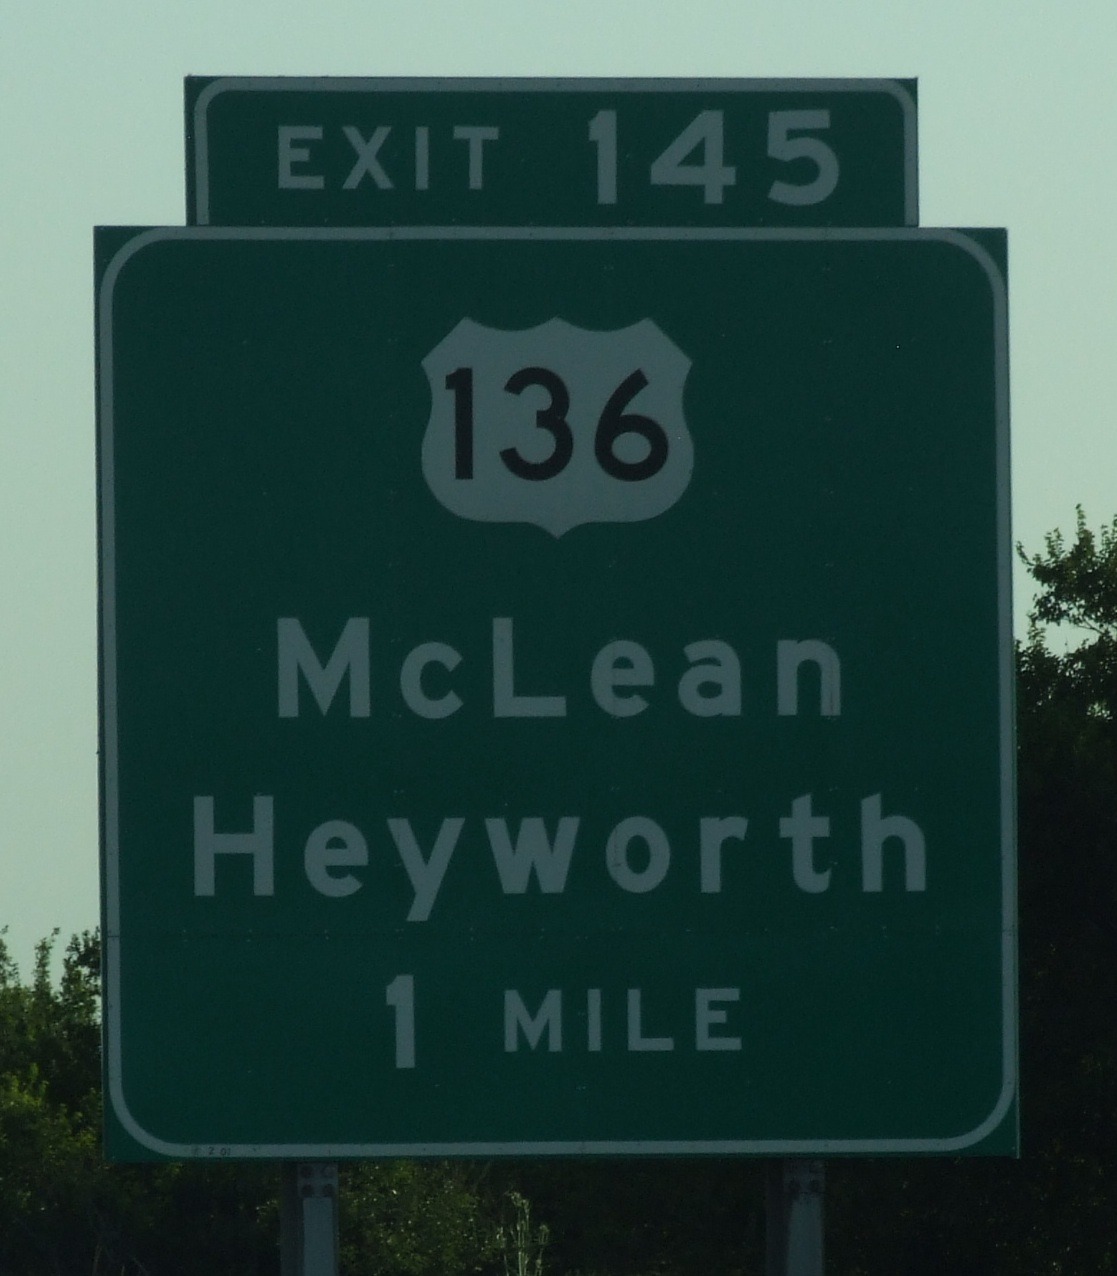 EXIT 145
136
McLean
Heyworth
1 MILE